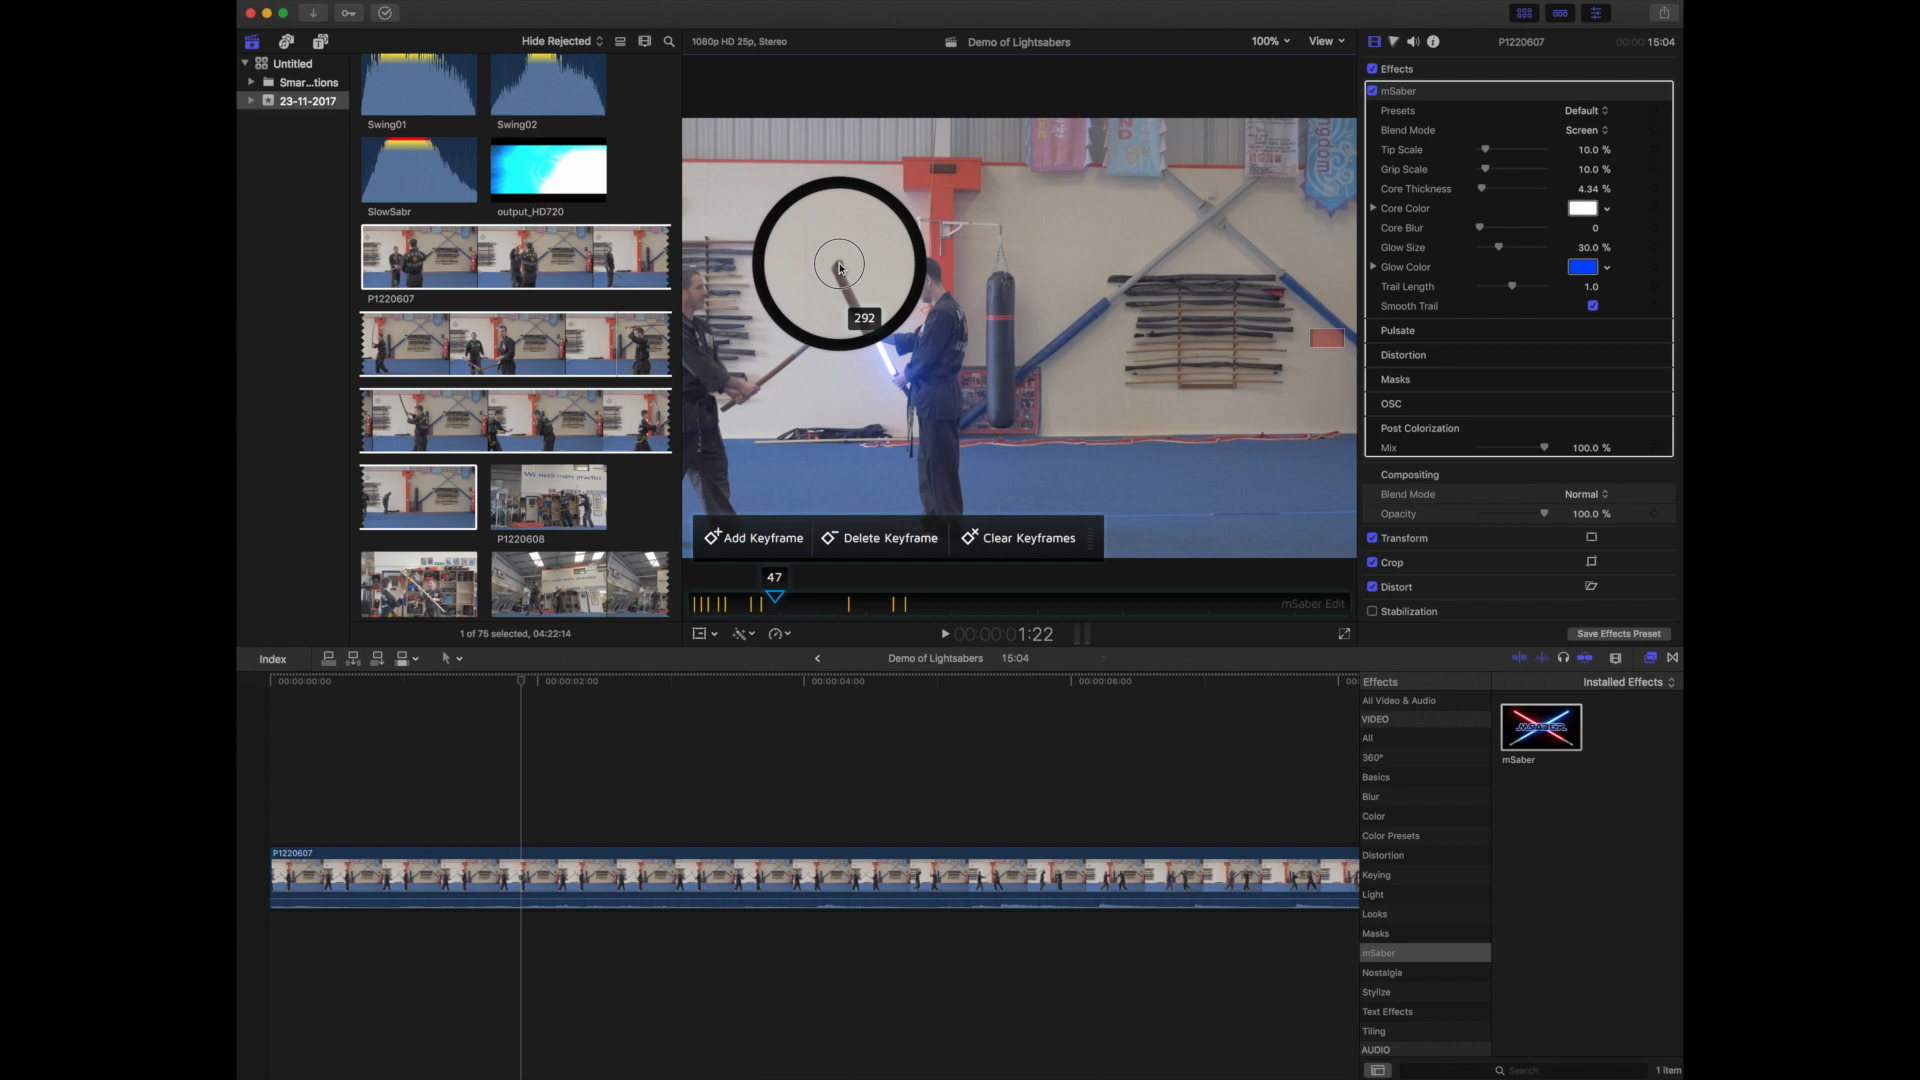 Hide Rejected
1080p HD 25p, Stereo
Demo of Lightsabers
100%
View
P1220607
00:00:15:04
Untitled
Smar...tions
23-11-2017
Swing01
Swing02
SlowSabr
output_HD720
P1220607
P1220608
1 of 75 selected, 04:22:14
292
Add Keyframe
Delete Keyframe
Clear Keyframes
47
mSaber Edit
00:00:01:22
Effects
mSaber
Presets
Default
Blend Mode
Screen
Tip Scale
10.0 %
Grip Scale
10.0 %
Core Thickness
4.34 %
Core Color
Core Blur
0
Glow Size
30.0 %
Glow Color
Trail Length
1.0
Smooth Trail
Pulsate
Distortion
Masks
OSC
Post Colorization
Mix
100.0 %
Compositing
Blend Mode
Normal
Opacity
100.0 %
Transform
Crop
Distort
Stabilization
Save Effects Preset
Index
Demo of Lightsabers
15:04
00:00:00:00
00:00:02:00
00:00:04:00
00:00:06:00
P1220607
Effects
Installed Effects
All Video & Audio
VIDEO
All
360°
Basics
Blur
Color
Color Presets
Distortion
Keying
Light
Looks
Masks
mSaber
Nostalgia
Stylize
Text Effects
Tiling
AUDIO
MSABER
mSaber
Search
1 item